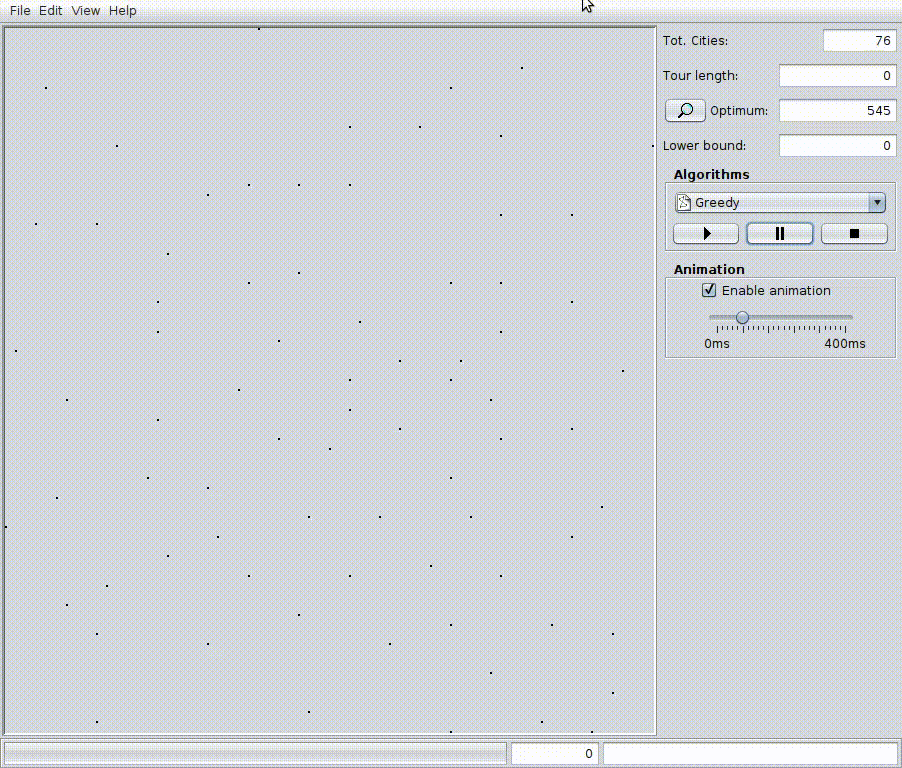 File Edit View Help
Tot. Cities: 76
Tour length: 0
Optimum: 545
Lower bound: 0
Algorithms
Greedy
Animation
Enable animation
0ms 400ms
0